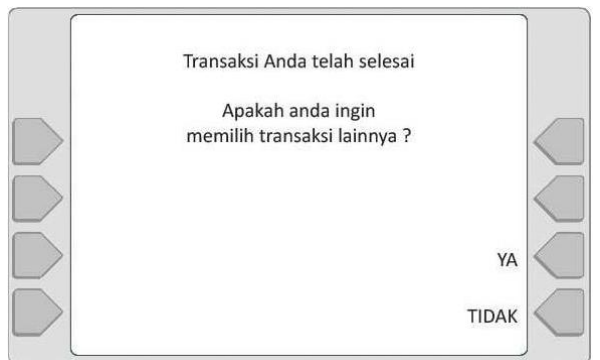 Transaksi Anda telah selesai
Apakah anda ingin
memilih transaksi lainnya ?
YA
TIDAK